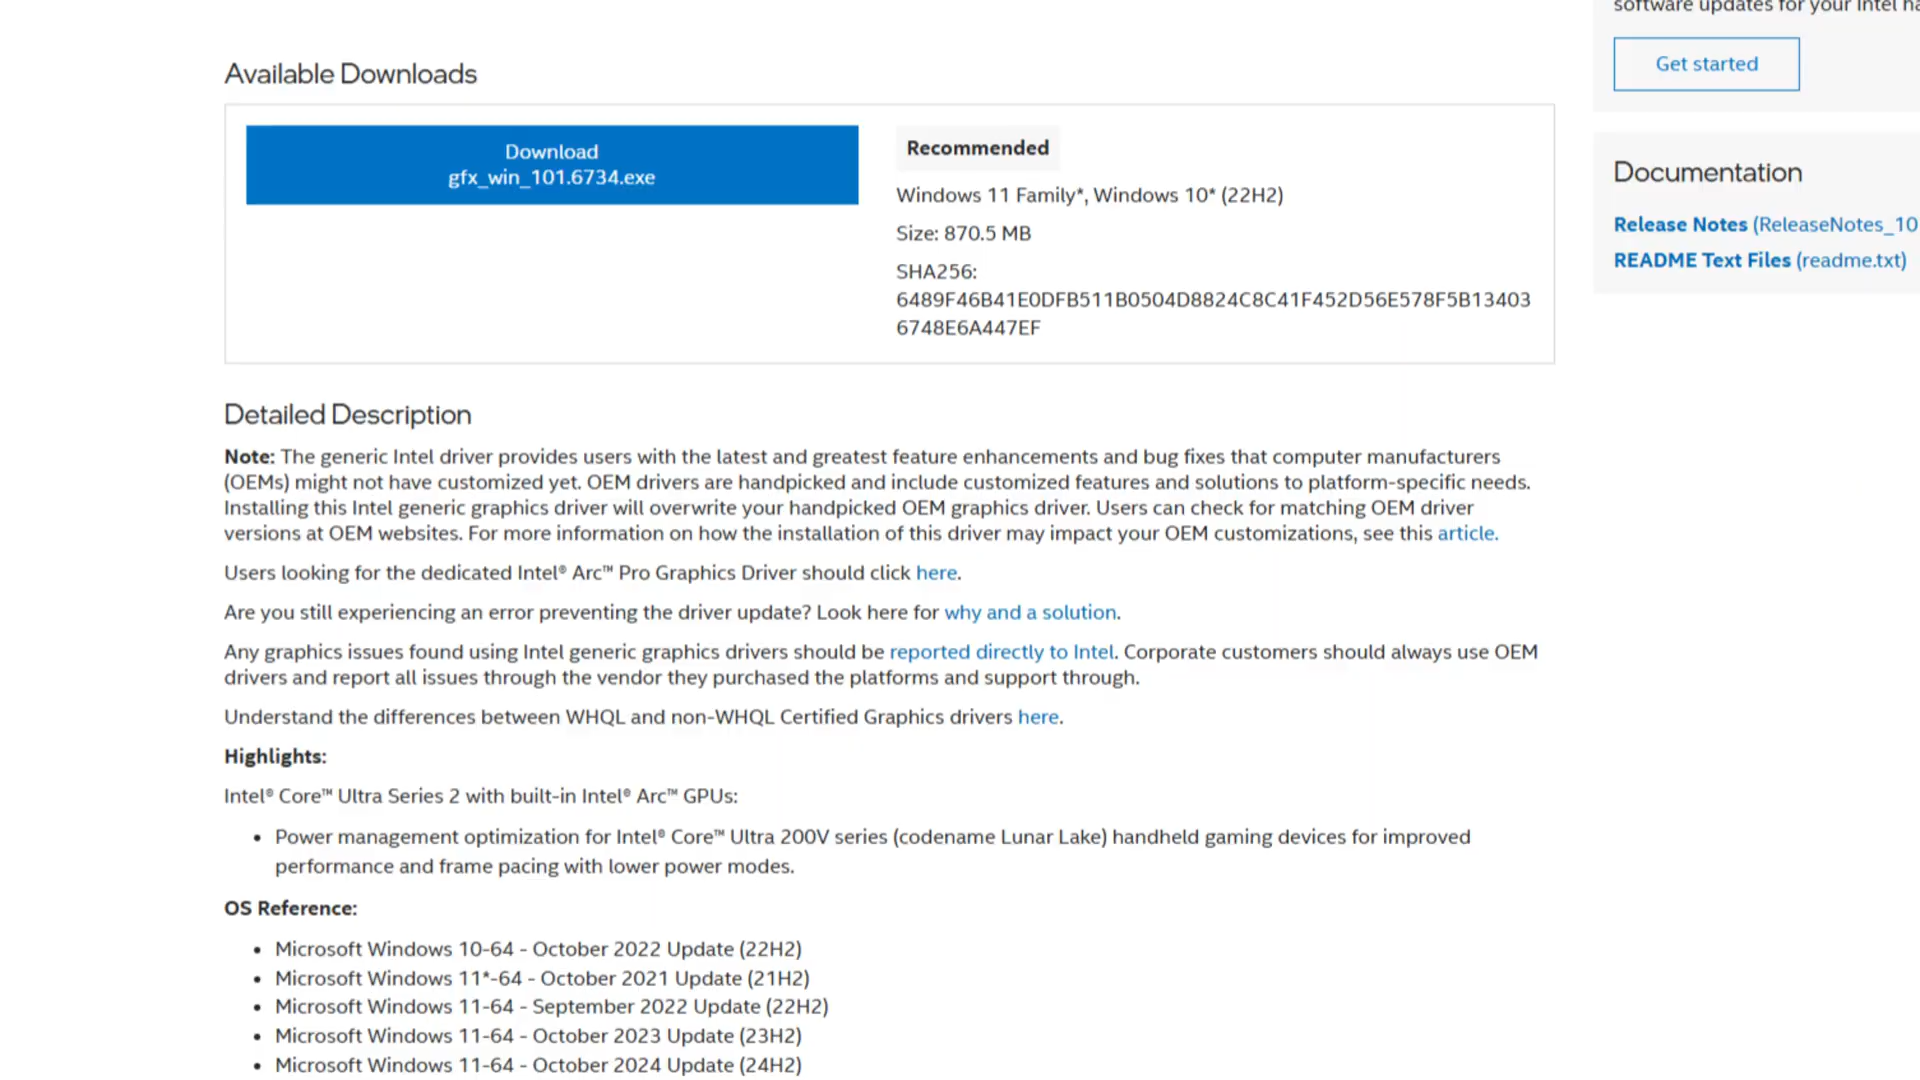 software updates for your Intel ha
Get started
Available Downloads
Download
gfx_win_101.6734.exe
Recommended
Windows 11 Family*, Windows 10* (22H2)
Size: 870.5 MB
SHA256:
6489F46B41E0DFB511B0504D8824C8C41F452D56E578F5B13403
6748E6A447EF
Documentation
Release Notes (ReleaseNotes_10
README Text Files (readme.txt)
Detailed Description
Note: The generic Intel driver provides users with the latest and greatest feature enhancements and bug fixes that computer manufacturers
(OEMs) might not have customized yet. OEM drivers are handpicked and include customized features and solutions to platform-specific needs.
Installing this Intel generic graphics driver will overwrite your handpicked OEM graphics driver. Users can check for matching OEM driver
versions at OEM websites. For more information on how the installation of this driver may impact your OEM customizations, see this article.
Users looking for the dedicated Intel® Arc™ Pro Graphics Driver should click here.
Are you still experiencing an error preventing the driver update? Look here for why and a solution.
Any graphics issues found using Intel generic graphics drivers should be reported directly to Intel. Corporate customers should always use OEM
drivers and report all issues through the vendor they purchased the platforms and support through.
Understand the differences between WHQL and non-WHQL Certified Graphics drivers here.
Highlights:
Intel® Core™ Ultra Series 2 with built-in Intel® Arc™ GPUs:
• Power management optimization for Intel® Core™ Ultra 200V series (codename Lunar Lake) handheld gaming devices for improved
performance and frame pacing with lower power modes.
OS Reference:
• Microsoft Windows 10-64 - October 2022 Update (22H2)
• Microsoft Windows 11*-64 - October 2021 Update (21H2)
• Microsoft Windows 11-64 - September 2022 Update (22H2)
• Microsoft Windows 11-64 - October 2023 Update (23H2)
• Microsoft Windows 11-64 - October 2024 Update (24H2)